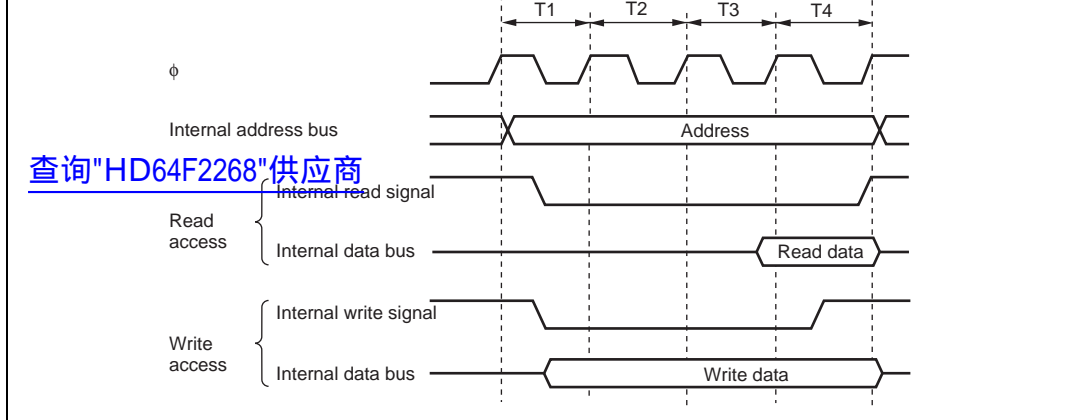 T1 T2 T3 T4
ϕ
Internal address bus
Address
查询"HD64F2268"供应商
Internal read signal
Read
access
Internal data bus
Read data
Internal write signal
Write
access
Internal data bus
Write data